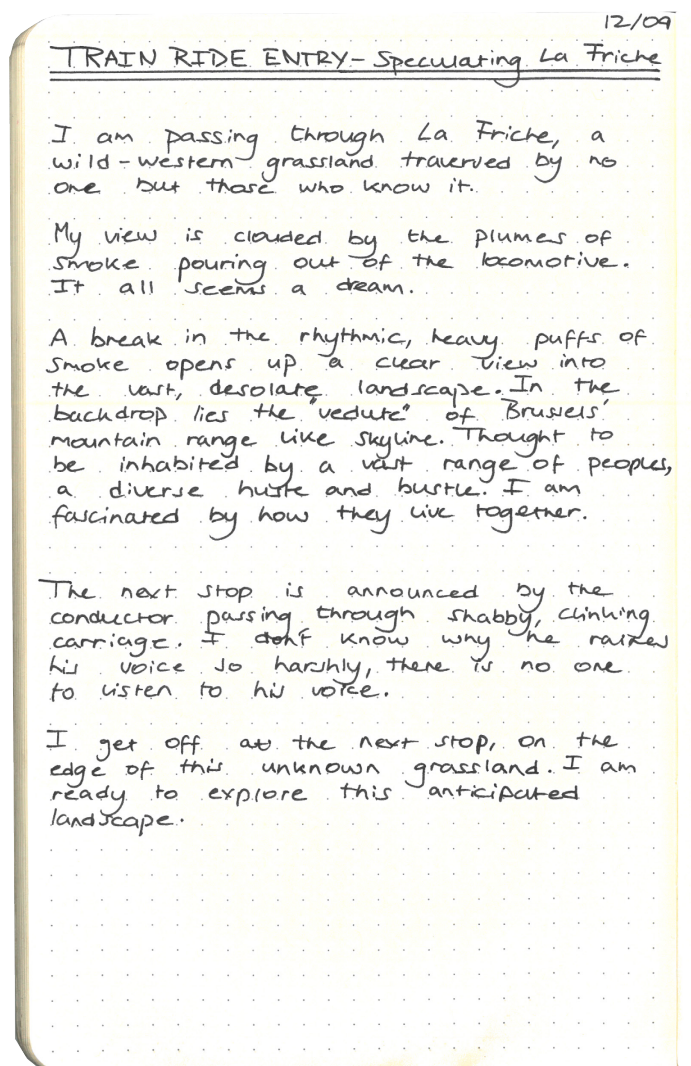 12/09
TRAIN RIDE ENTRY - Speculating La Friche
I am passing through La Friche, a
wild-western grassland traversed by no
one but those who know it.
My view is clouded by the plumes of
smoke pouring out of the locomotive.
It all seems a dream.
A break in the rhythmic, heavy puffs of
smoke opens up a clear view into
the vast, desolate landscape. In the
backdrop lies the "vedute" of Brussels'
mountain range like skyline. Thought to
be inhabited by a vast range of peoples,
a diverse hustle and bustle. I am
fascinated by how they live together.
The next stop is announced by the
conductor passing through shabby, clinking
carriage. I dont know why he raises
his voice so harshly, there is no one
to listen to his voice.
I get off at the next stop, on the
edge of this unknown grassland. I am
ready to explore this anticipated
landscape.